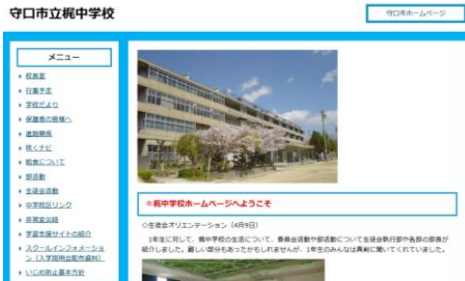 守口市立梶中学校
守口市ホームページ
メニュー
校長室
行事予定
学校だより
保護者の皆様へ
進路関係
咲くナビ
給食について
部活動
生徒会活動
中学校区リンク
非常変災時
学習支援サイトの紹介
スクールインフォメーショ
ン（入学説明会配布資料）
いじめ防止基本方針
☆梶中学校ホームページへようこそ
◇生徒会オリエンテーション（4月9日）
1年生に対して、梶中学校の生活について、委員会活動や部活動について生徒会執行部や各部の部長が
紹介しました。難しい部分もあったかもしれませんが、1年生のみんなは真剣に聞いてくれていました。